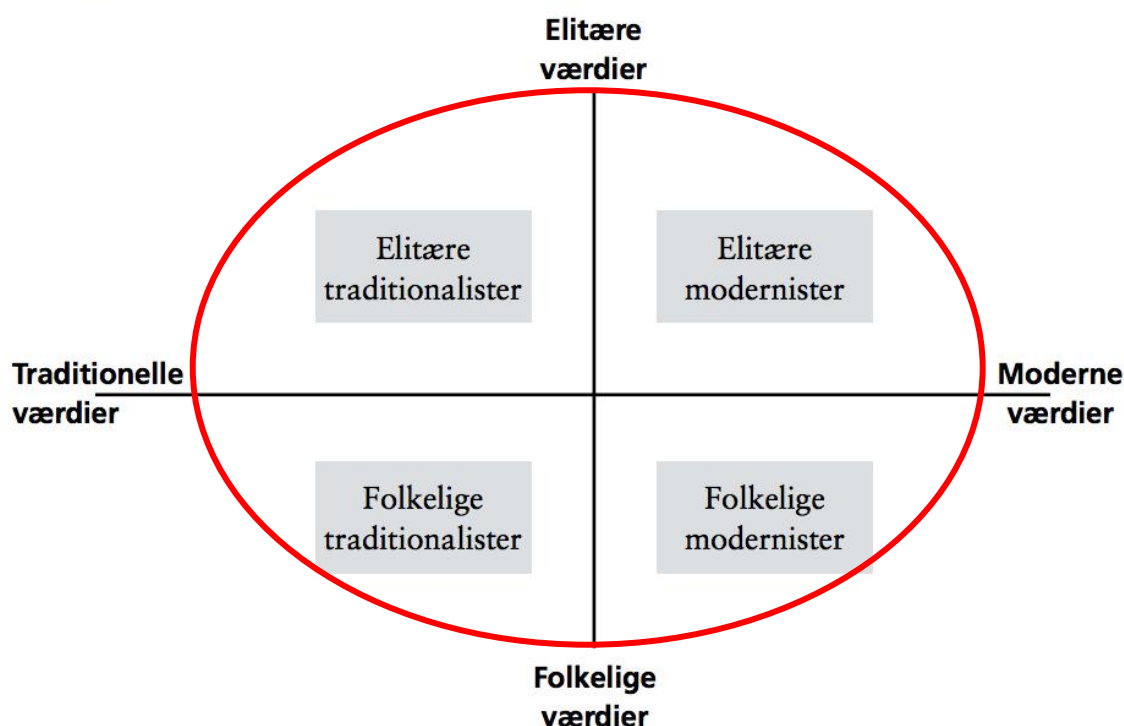 Elitære
værdier
Elitære
traditionalister
Elitære
modernister
Traditionelle
værdier
Moderne
værdier
Folkelige
traditionalister
Folkelige
modernister
Folkelige
værdier